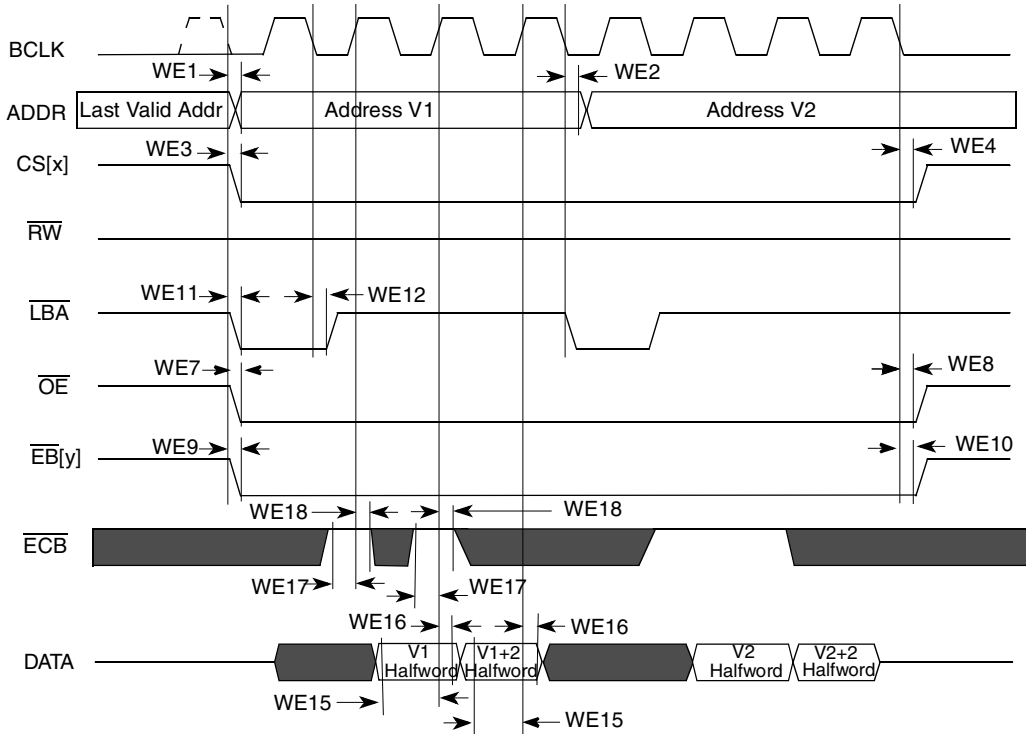 BCLK
WE1
WE2
ADDR
Last Valid Addr
Address V1
Address V2
WE3
WE4
CS[x]
RW
WE11
WE12
LBA
WE7
WE8
OE
WE9
WE10
EB[y]
WE18
WE18
ECB
WE17
WE17
WE16
WE16
DATA
V1
Halfword
V1+2
Halfword
V2
Halfword
V2+2
Halfword
WE15
WE15